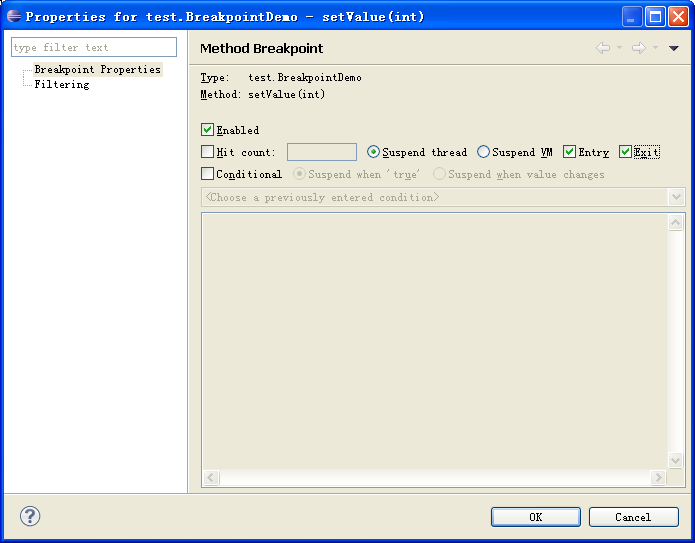 Properties for test.BreakpointDemo - setValue(int)
type filter text
Breakpoint Properties
Filtering
Method Breakpoint
Type: test.BreakpointDemo
Method: setValue(int)
Enabled
Hit count: Suspend thread Suspend VM Entry Exit
Conditional Suspend when 'true' Suspend when value changes
<Choose a previously entered condition>
?
OK Cancel